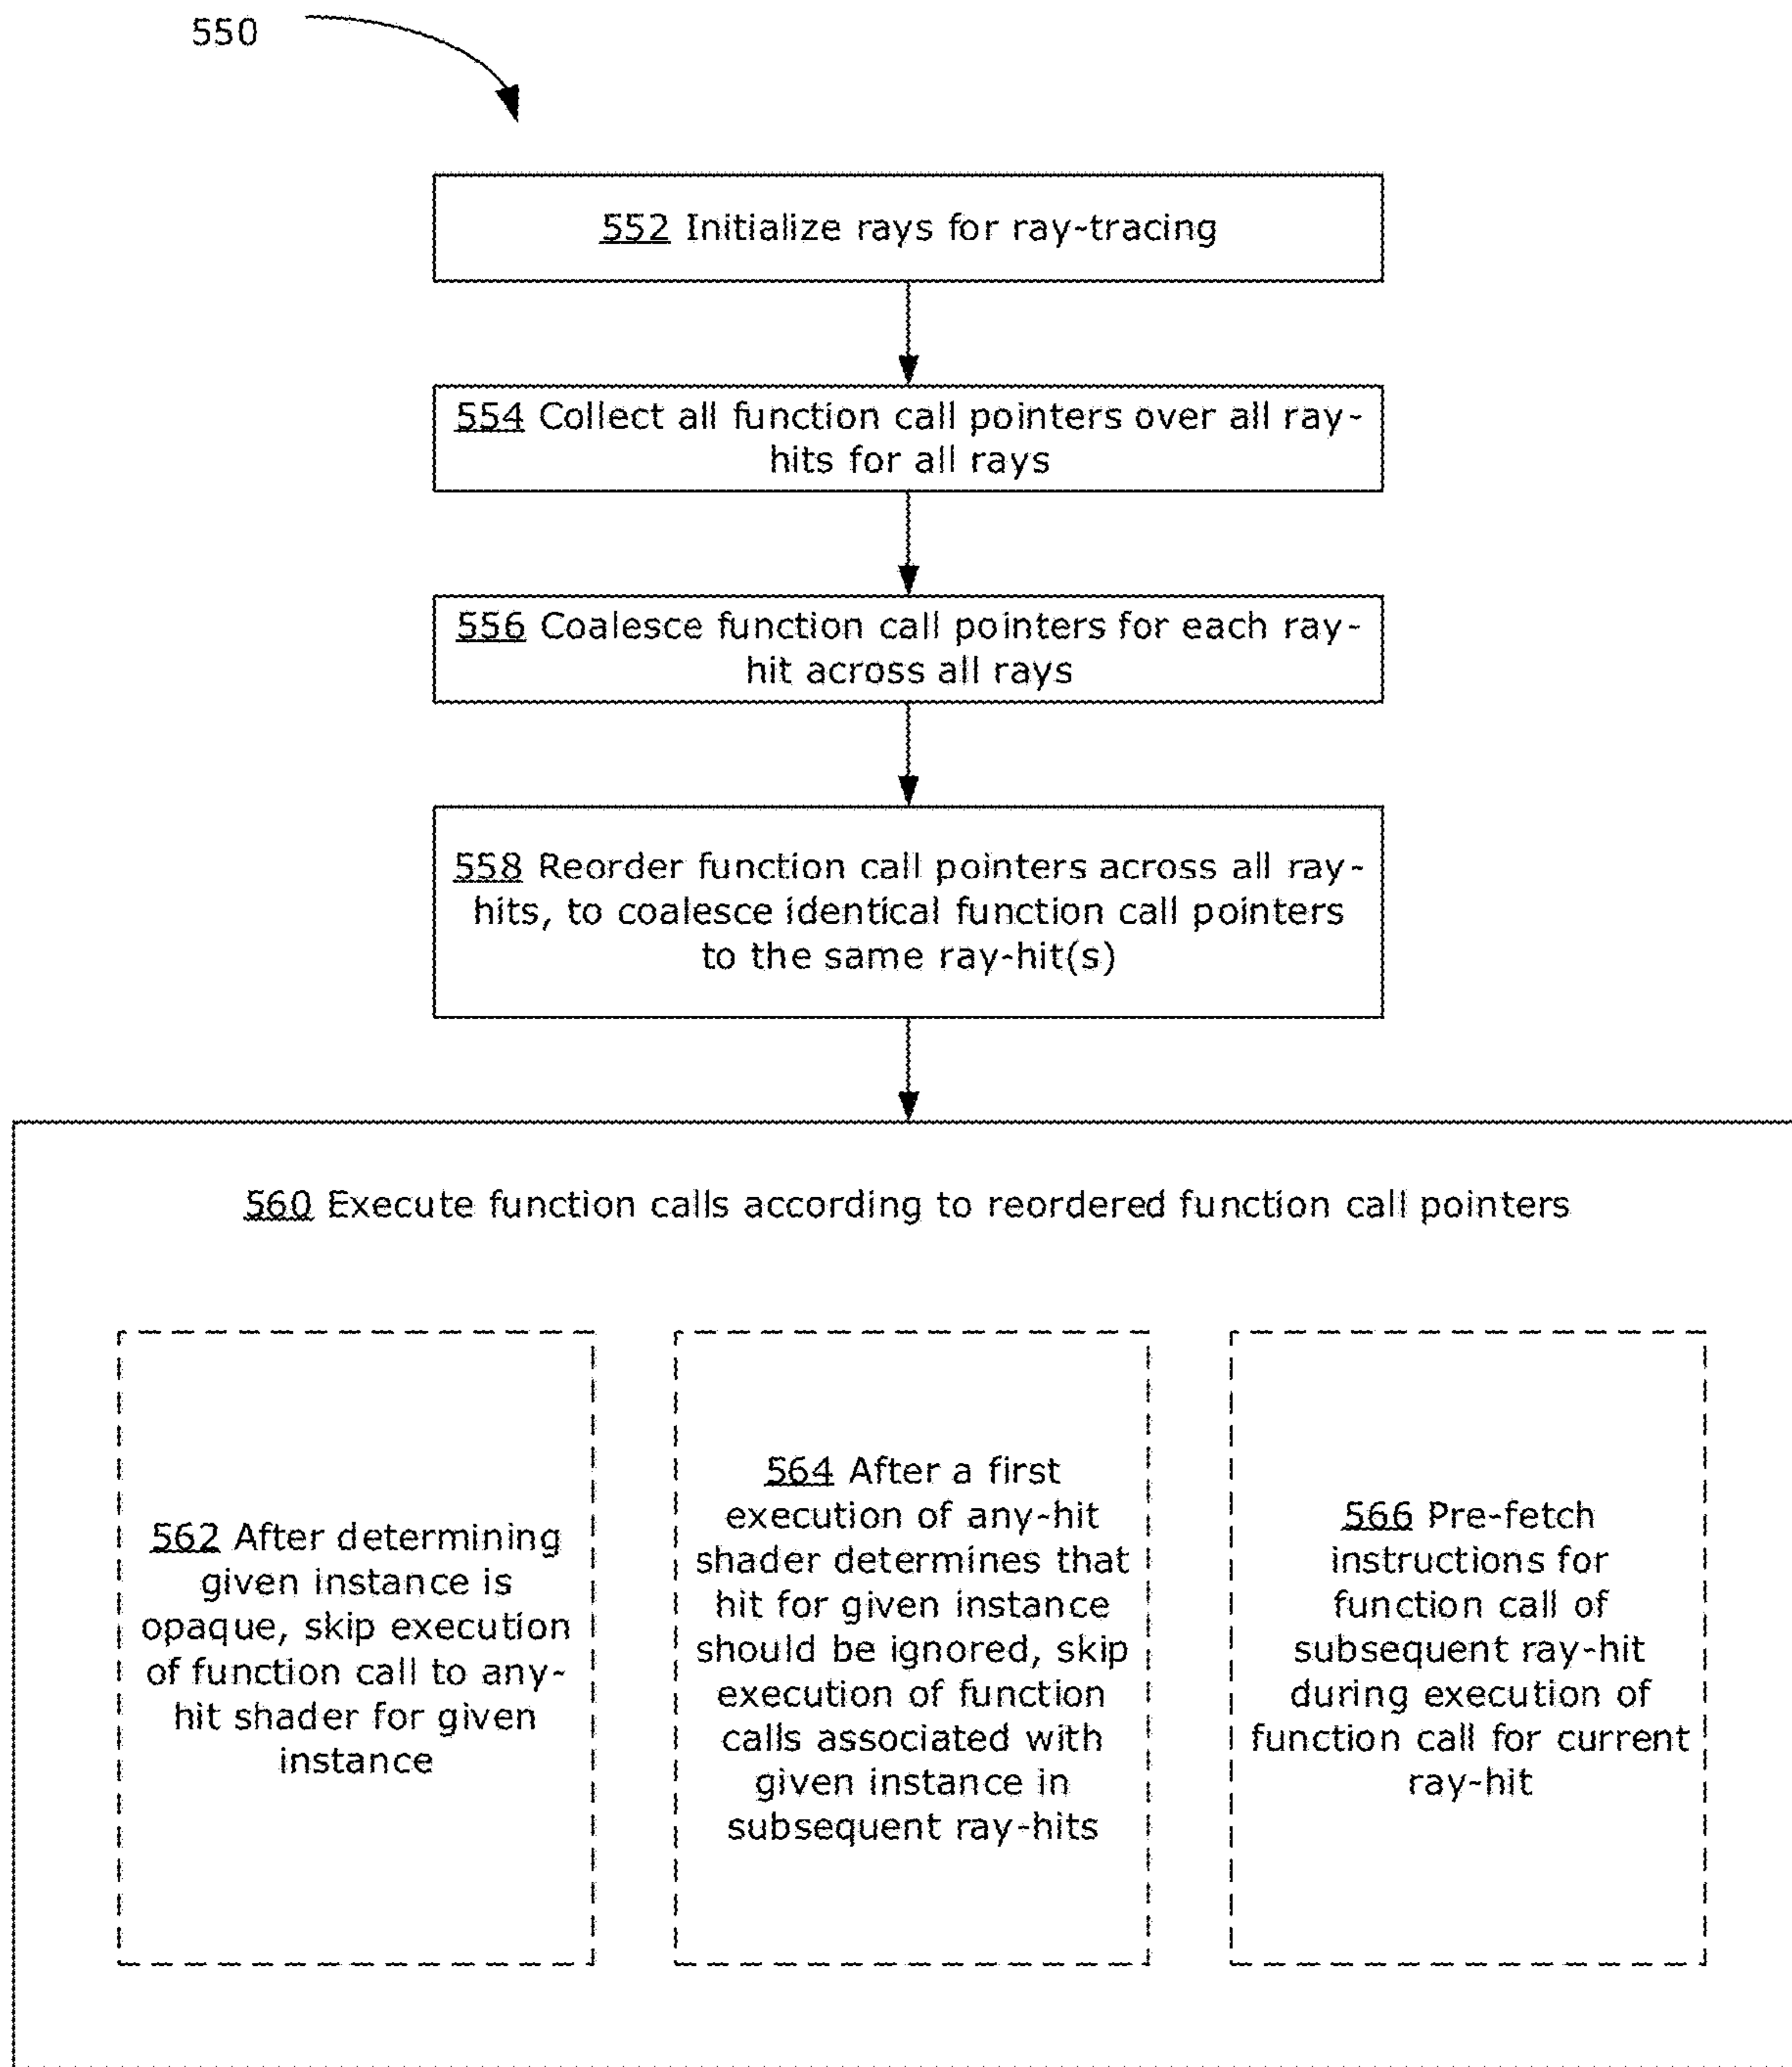 550
552 Initialize rays for ray-tracing
554 Collect all function call pointers over all ray-
hits for all rays
556 Coalesce function call pointers for each ray-
hit across all rays
558 Reorder function call pointers across all ray-
hits, to coalesce identical function call pointers
to the same ray-hit(s)
560 Execute function calls according to reordered function call pointers
562 After determining
given instance is
opaque, skip execution
of function call to any-
hit shader for given
instance
564 After a first
execution of any-hit
shader determines that
hit for given instance
should be ignored, skip
execution of function
calls associated with
given instance in
subsequent ray-hits
566 Pre-fetch
instructions for
function call of
subsequent ray-hit
during execution of
function call for current
ray-hit